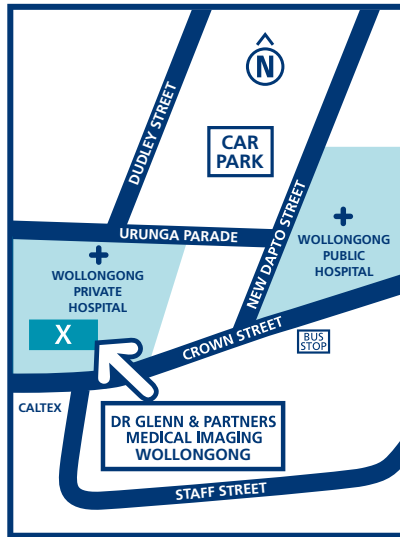 N
DUDLEY STREET
CAR
PARK
URUNGA PARADE
NEW DAPTO STREET
WOLLONGONG
PUBLIC
HOSPITAL
WOLLONGONG
PRIVATE
HOSPITAL
X
CROWN STREET
BUS
STOP
CALTEX
DR GLENN & PARTNERS
MEDICAL IMAGING
WOLLONGONG
STAFF STREET